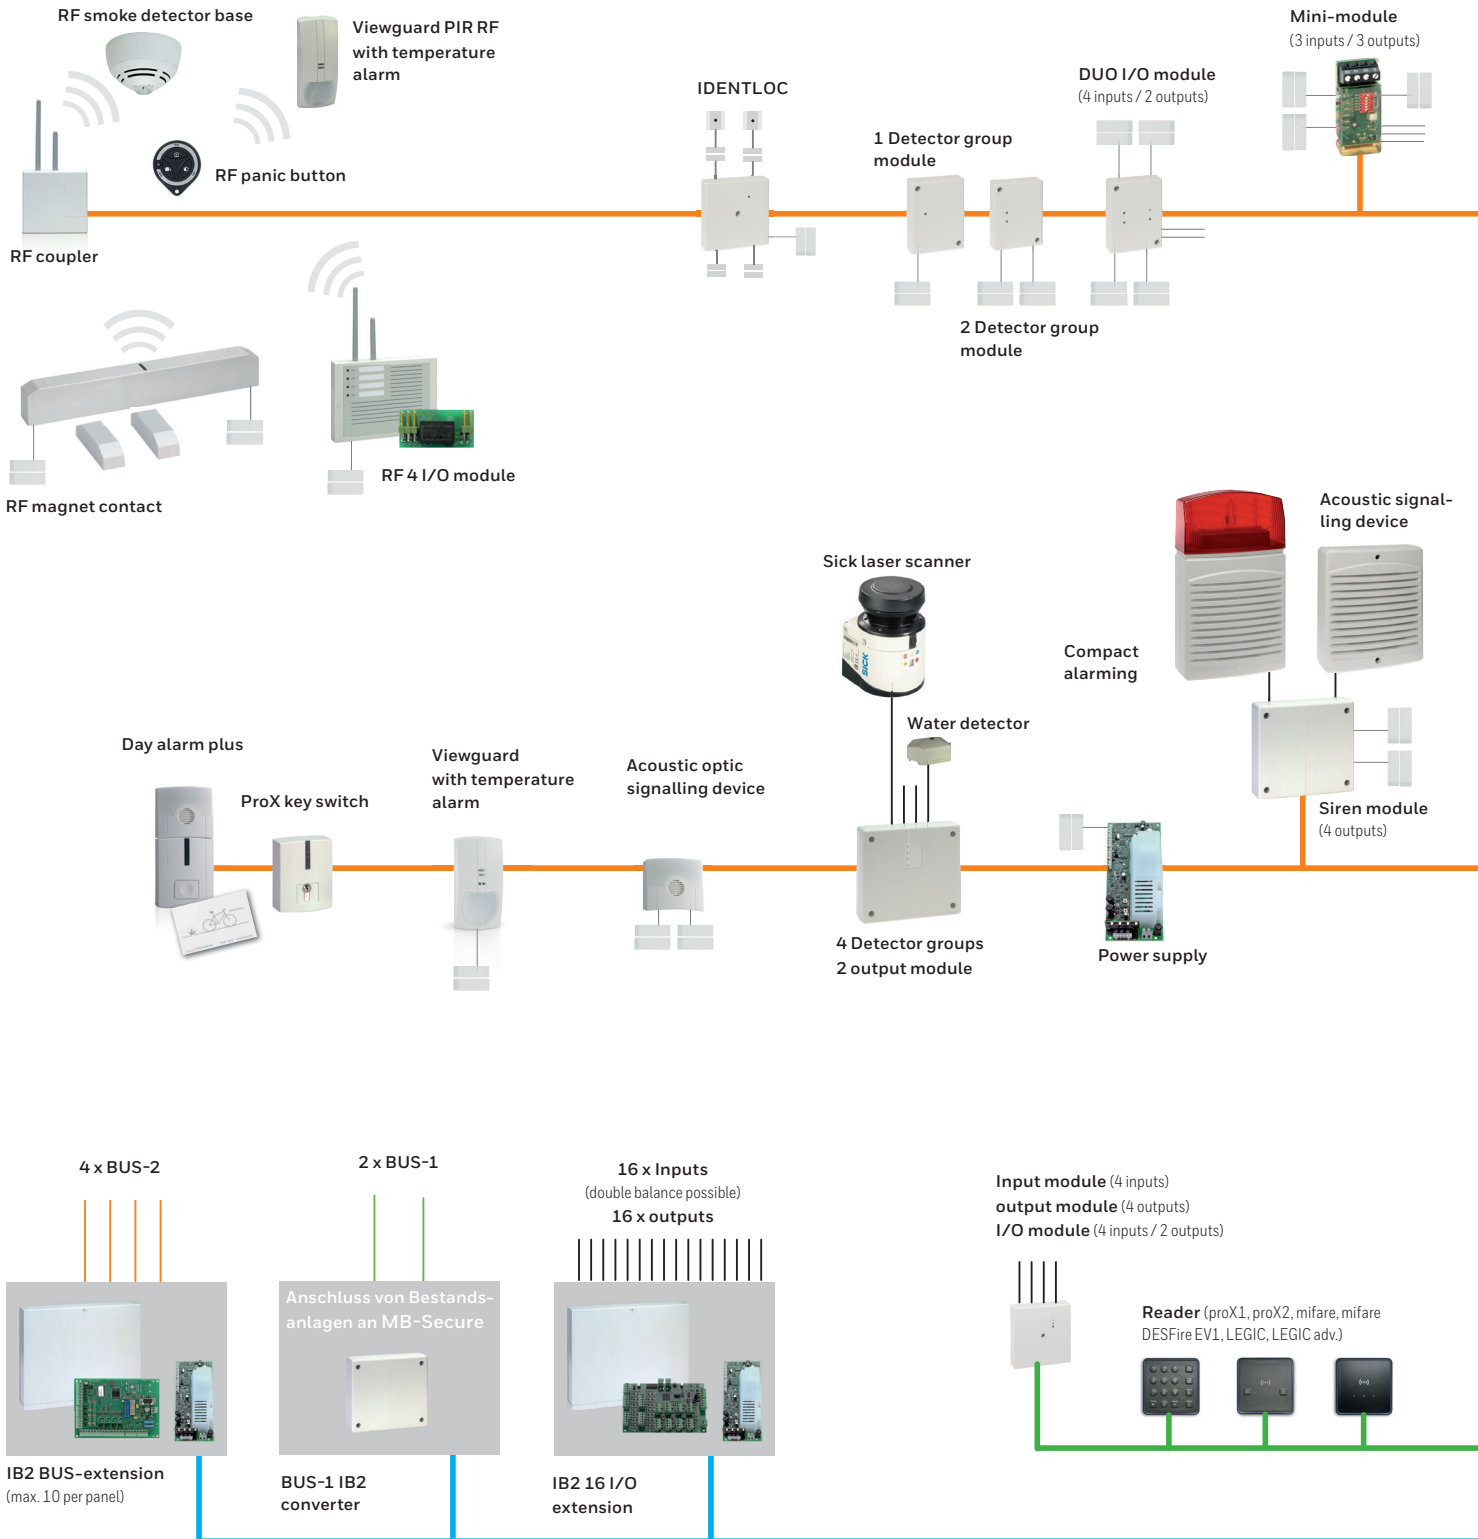 RF smoke detector base
Viewguard PIR RF
with temperature
alarm
RF panic button
RF coupler
IDENTLOC
1 Detector group
module
2 Detector group
module
DUO I/O module
(4 inputs / 2 outputs)
Mini-module
(3 inputs / 3 outputs)
RF magnet contact
RF 4 I/O module
Sick laser scanner
SICK
Water detector
Compact
alarming
Acoustic signal-
ling device
Siren module
(4 outputs)
Day alarm plus
ProX key switch
Viewguard
with temperature
alarm
Acoustic optic
signalling device
4 Detector groups
2 output module
Power supply
4 x BUS-2
2 x BUS-1
16 x Inputs
(double balance possible)
16 x outputs
Anschluss von Bestands-
anlagen an MB-Secure
IB2 BUS-extension
(max. 10 per panel)
BUS-1 IB2
converter
IB2 16 I/O
extension
Input module (4 inputs)
output module (4 outputs)
I/O module (4 inputs / 2 outputs)
Reader (proX1, proX2, mifare, mifare
DESFire EV1, LEGIC, LEGIC adv.)